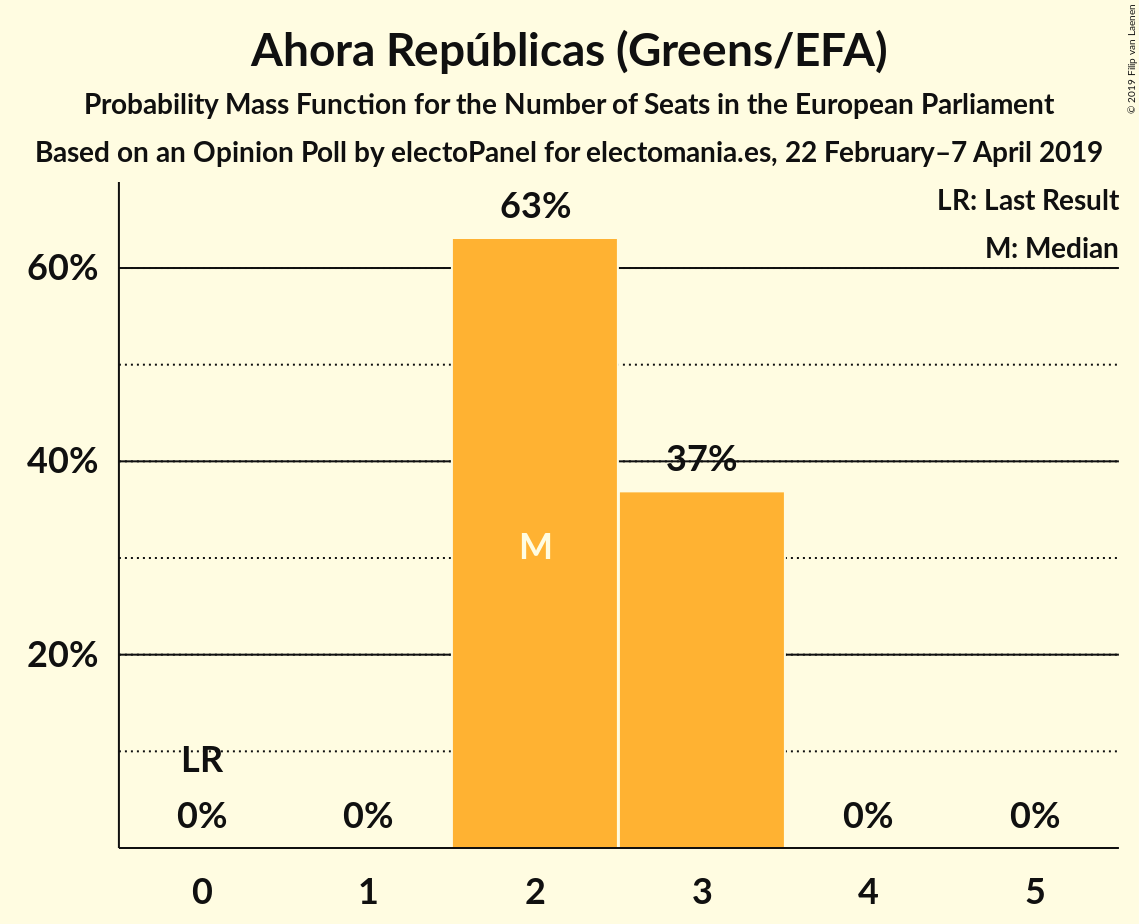 Ahora Repúblicas (Greens/EFA)
Probability Mass Function for the Number of Seats in the European Parliament
Based on an Opinion Poll by electoPanel for electomania.es, 22 February–7 April 2019
© 2019 Filip van Laenen
LR: Last Result
M: Median
63%
60%
40%
37%
M
20%
LR
0% 0% 0% 0%
0 1 2 3 4 5